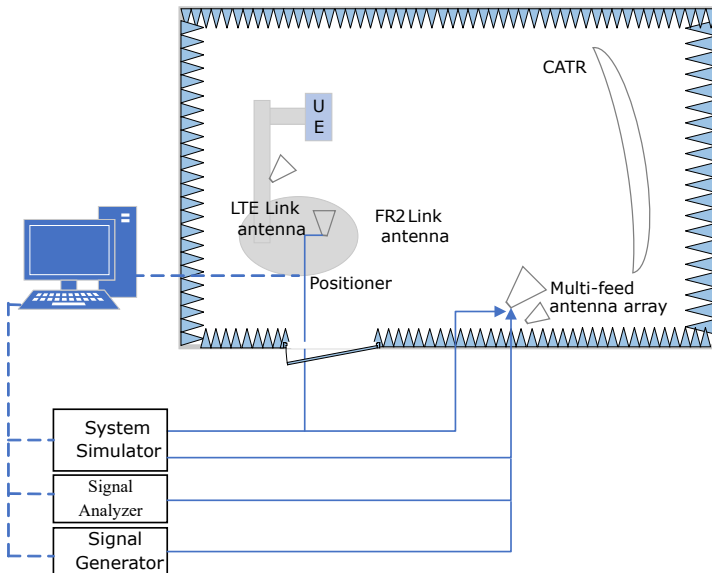 CATR
U
E
LTE Link
antenna
FR2 Link
antenna
Positioner
Multi-feed
antenna array
System
Simulator
Signal
Analyzer
Signal
Generator